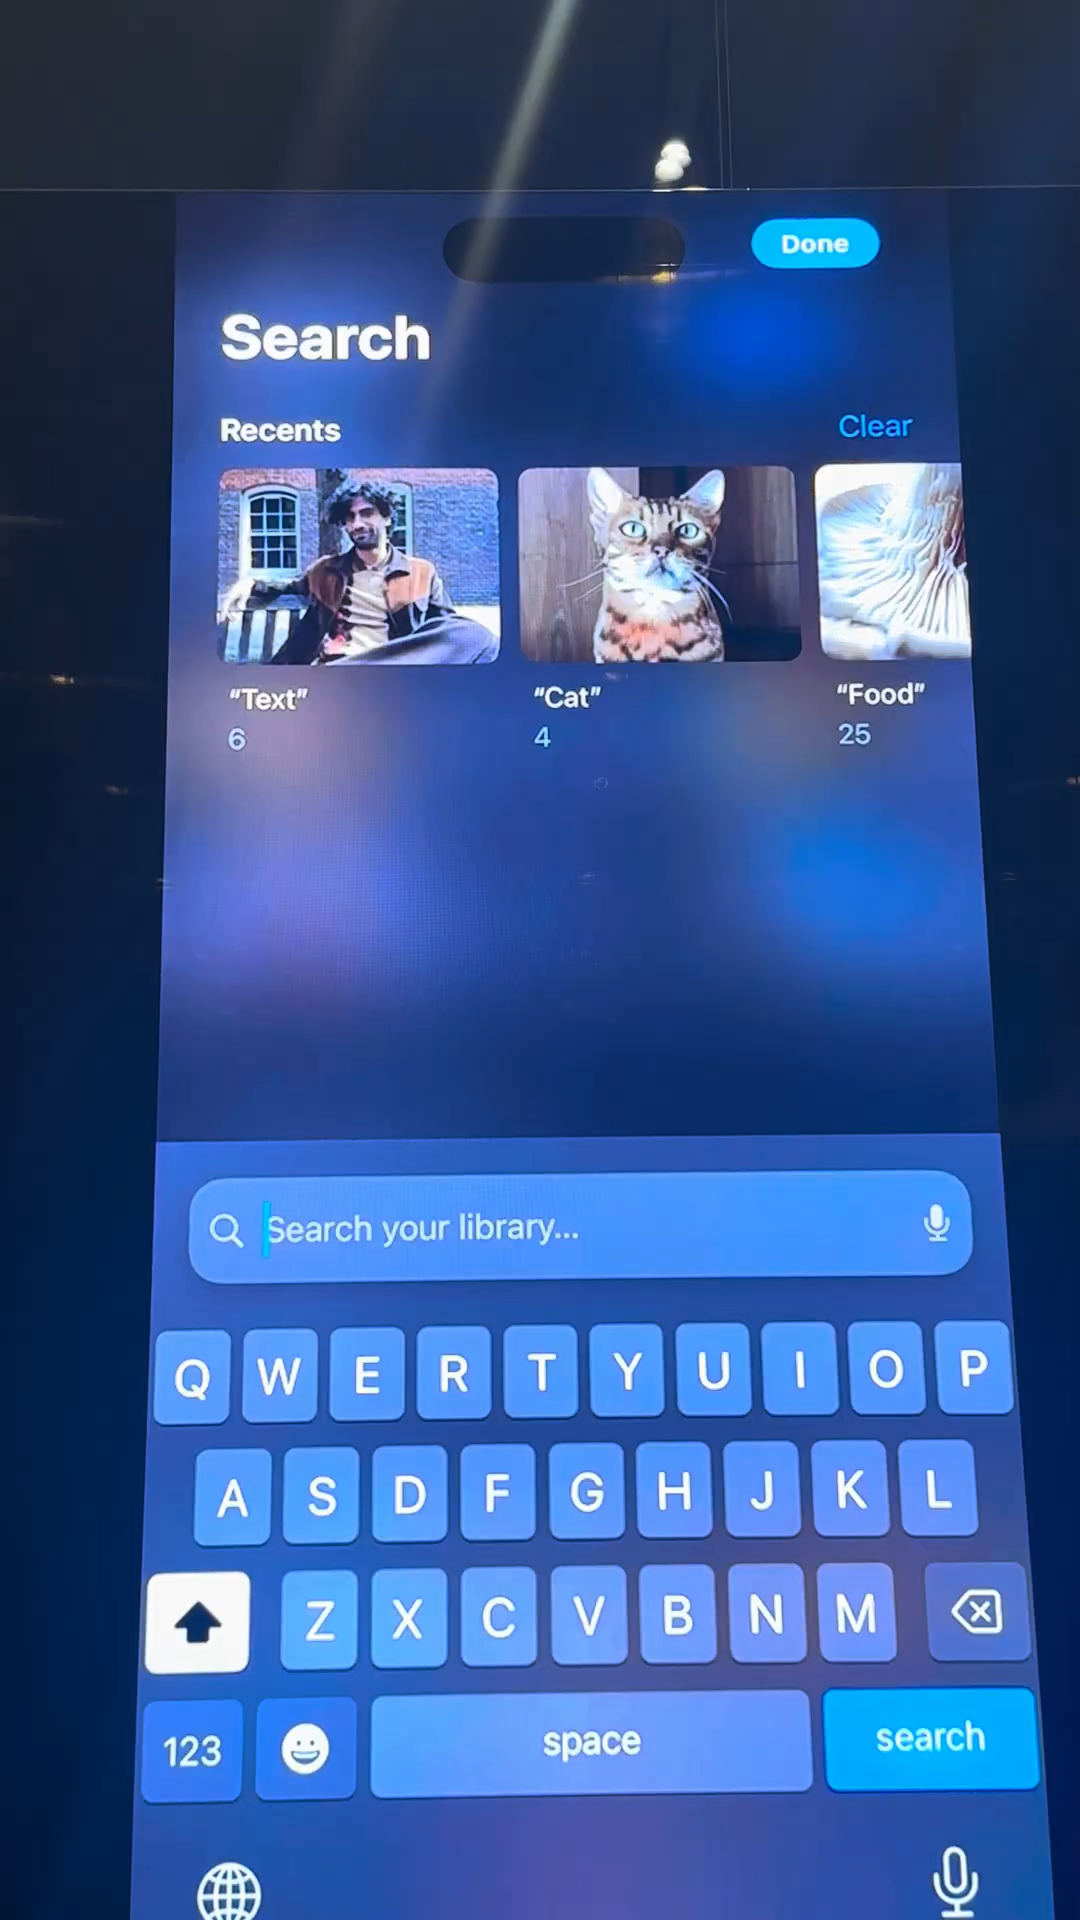 Done
Search
Recents Clear
“Text” “Cat” “Food”
6 4 25
Search your library...
Q W E R T Y U I O P
A S D F G H J K L
Z X C V B N M
123 space search